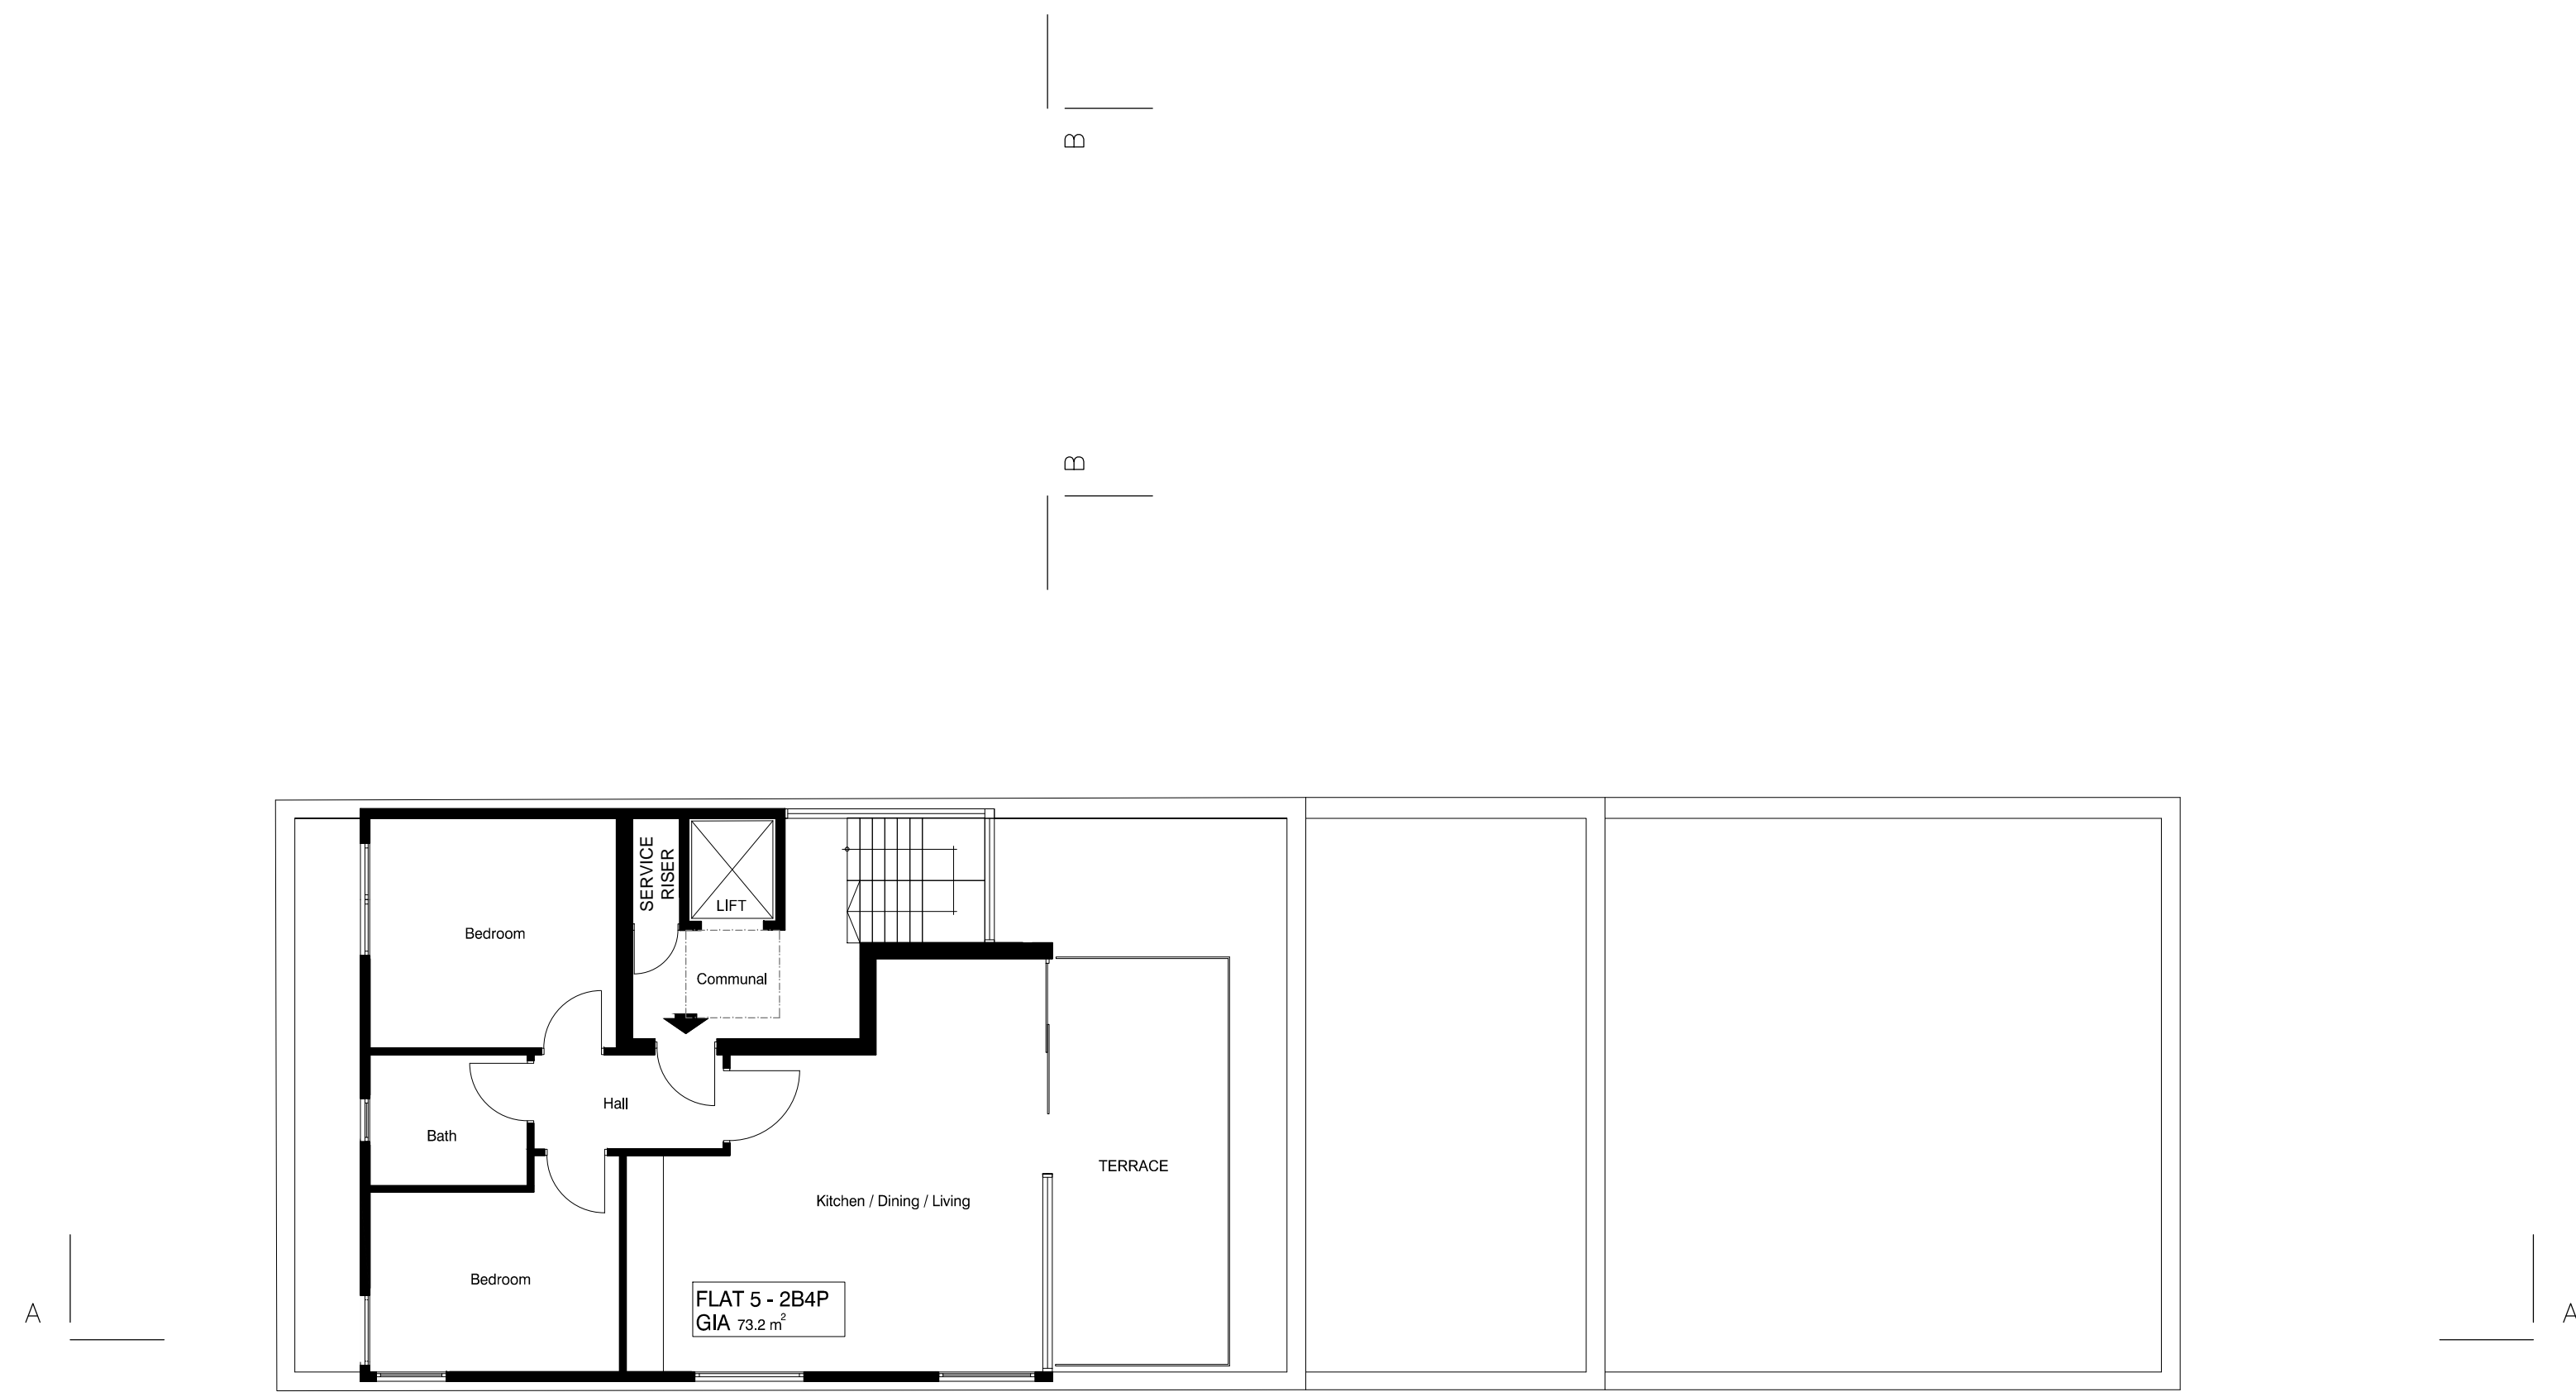 B
B
SERVICE
RISER
LIFT
Bedroom
Communal
Hall
Bath
TERRACE
Kitchen / Dining / Living
Bedroom
FLAT 5 - 2B4P
GIA 73.2 m²
A
A